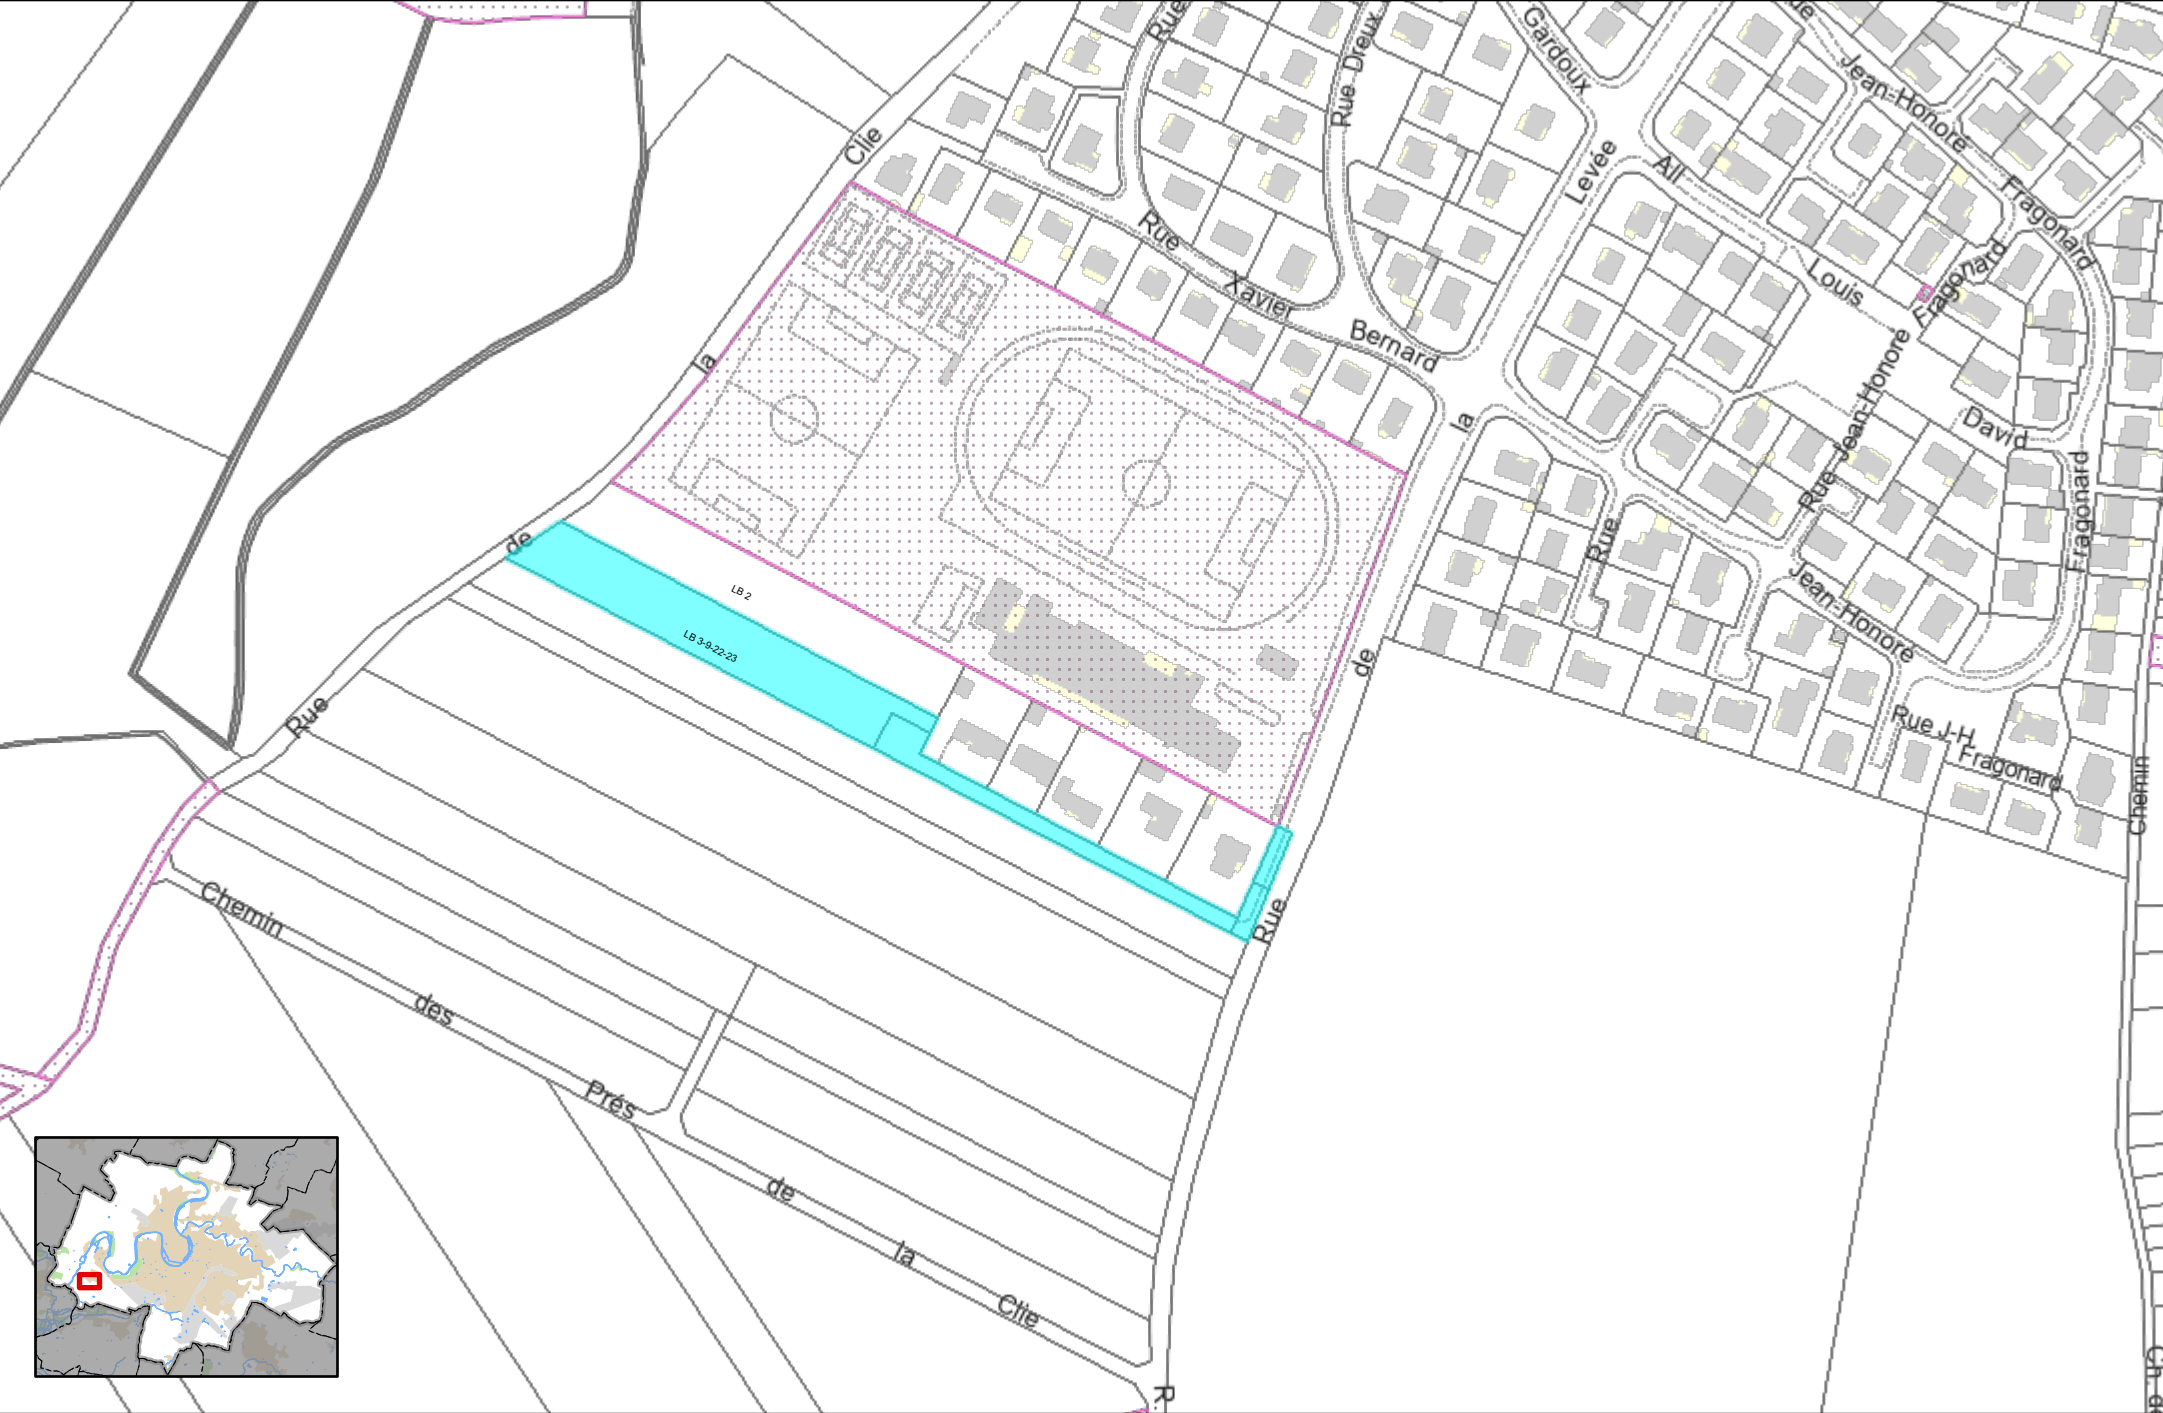 Rue
Rue Dreux
Gardoux
Rue
Jean-Honoré
Fragonard
Clie
la
de
Rue
Levée
la
de
Rue
All
Louis
David
Rue
Xavier
Bernard
Fragonard
Rue Jean-Honoré
Fragonard
Rue
Jean-Honoré
Rue J-H
Fragonard
Chemin
LB 2
LB 3-9-22-23
Chemin
des
Prés
de
la
Clie
R.